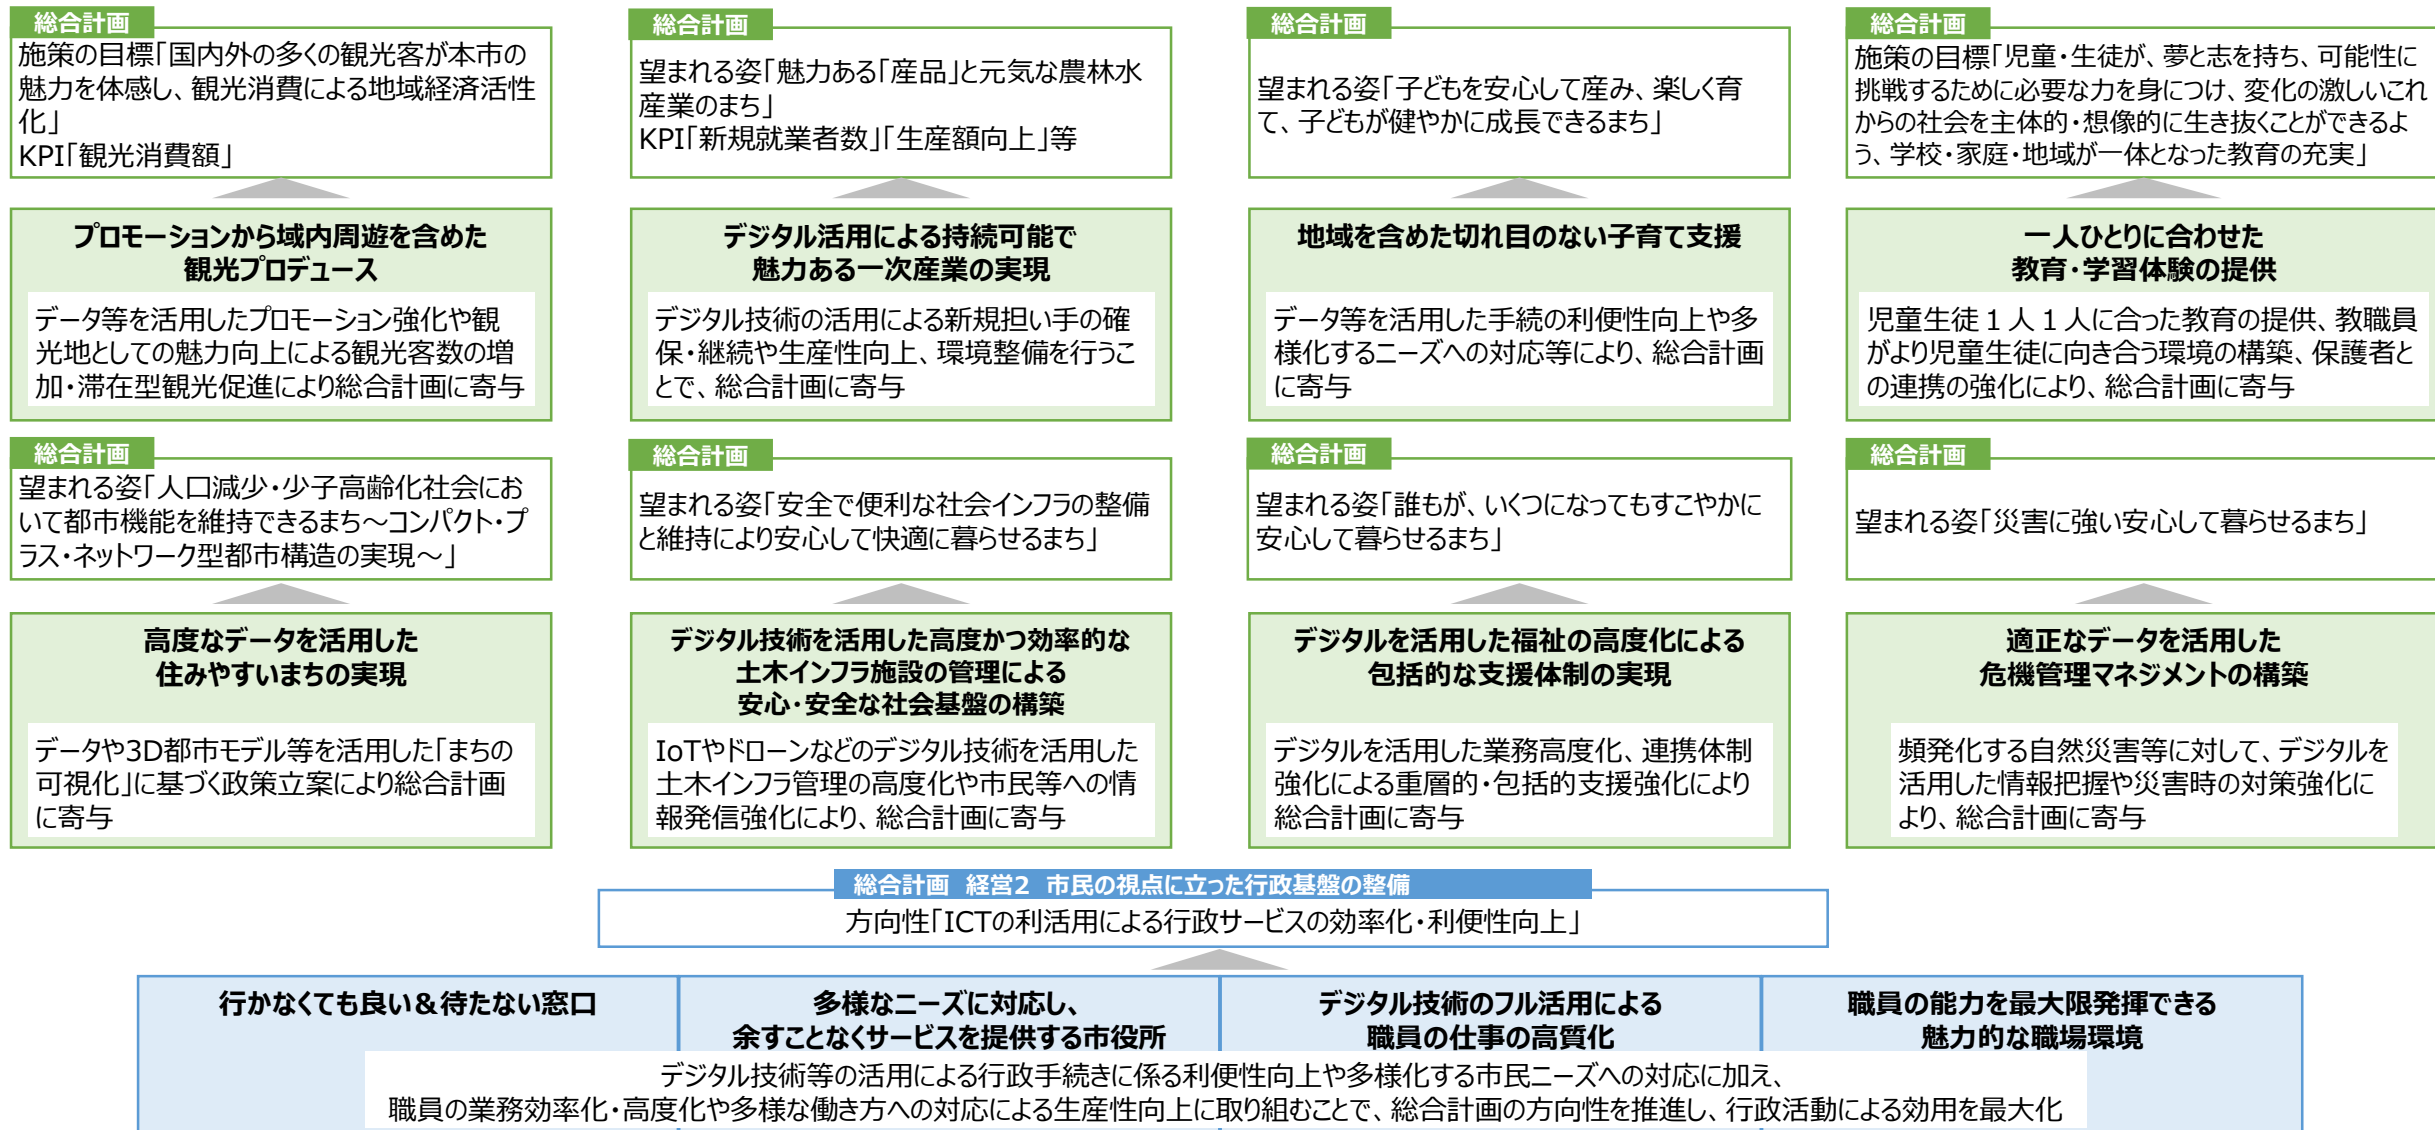 総合計画
施策の目標「国内外の多くの観光客が本市の
魅力を体感し、観光消費による地域経済活性
化」
KPI「観光消費額」
プロモーションから域内周遊を含めた
観光プロデュース
データ等を活用したプロモーション強化や観
光地としての魅力向上による観光客数の増
加・滞在型観光促進により総合計画に寄与
総合計画
望まれる姿「魅力ある「産品」と元気な農林水
産業のまち」
KPI「新規就業者数」「生産額向上」等
デジタル活用による持続可能で
魅力ある一次産業の実現
デジタル技術の活用による新規担い手の確
保・継続や生産性向上、環境整備を行うこ
とで、総合計画に寄与
総合計画
望まれる姿「子どもを安心して産み、楽しく育
て、子どもが健やかに成長できるまち」
地域を含めた切れ目のない子育て支援
データ等を活用した手続の利便性向上や多
様化するニーズへの対応等により、総合計画
に寄与
総合計画
施策の目標「児童・生徒が、夢と志を持ち、可能性に
挑戦するために必要な力を身につけ、変化の激しいこれ
からの社会を主体的・想像的に生き抜くことができるよ
う、学校・家庭・地域が一体となった教育の充実」
一人ひとりに合わせた
教育・学習体験の提供
児童生徒１人１人に合った教育の提供、教職員
がより児童生徒に向き合う環境の構築、保護者と
の連携の強化により、総合計画に寄与
総合計画
望まれる姿「人口減少・少子高齢化社会にお
いて都市機能を維持できるまち～コンパクト・プ
ラス・ネットワーク型都市構造の実現～」
高度なデータを活用した
住みやすいまちの実現
データや3D都市モデル等を活用した「まちの
可視化」に基づく政策立案により総合計画
に寄与
総合計画
望まれる姿「安全で便利な社会インフラの整備
と維持により安心して快適に暮らせるまち」
デジタル技術を活用した高度かつ効率的な
土木インフラ施設の管理による
安心・安全な社会基盤の構築
IoTやドローンなどのデジタル技術を活用した
土木インフラ管理の高度化や市民等への情
報発信強化により、総合計画に寄与
総合計画
望まれる姿「誰もが、いくつになってもすこやかに
安心して暮らせるまち」
デジタルを活用した福祉の高度化による
包括的な支援体制の実現
デジタルを活用した業務高度化、連携体制
強化による重層的・包括的支援強化により
総合計画に寄与
総合計画
望まれる姿「災害に強い安心して暮らせるまち」
適正なデータを活用した
危機管理マネジメントの構築
頻発化する自然災害等に対して、デジタルを
活用した情報把握や災害時の対策強化に
より、総合計画に寄与
総合計画 経営2 市民の視点に立った行政基盤の整備
方向性「ICTの利活用による行政サービスの効率化・利便性向上」
行かなくても良い＆待たない窓口
多様なニーズに対応し、
余すことなくサービスを提供する市役所
デジタル技術のフル活用による
職員の仕事の高質化
職員の能力を最大限発揮できる
魅力的な職場環境
デジタル技術等の活用による行政手続きに係る利便性向上や多様化する市民ニーズへの対応に加え、
職員の業務効率化・高度化や多様な働き方への対応による生産性向上に取り組むことで、総合計画の方向性を推進し、行政活動による効用を最大化